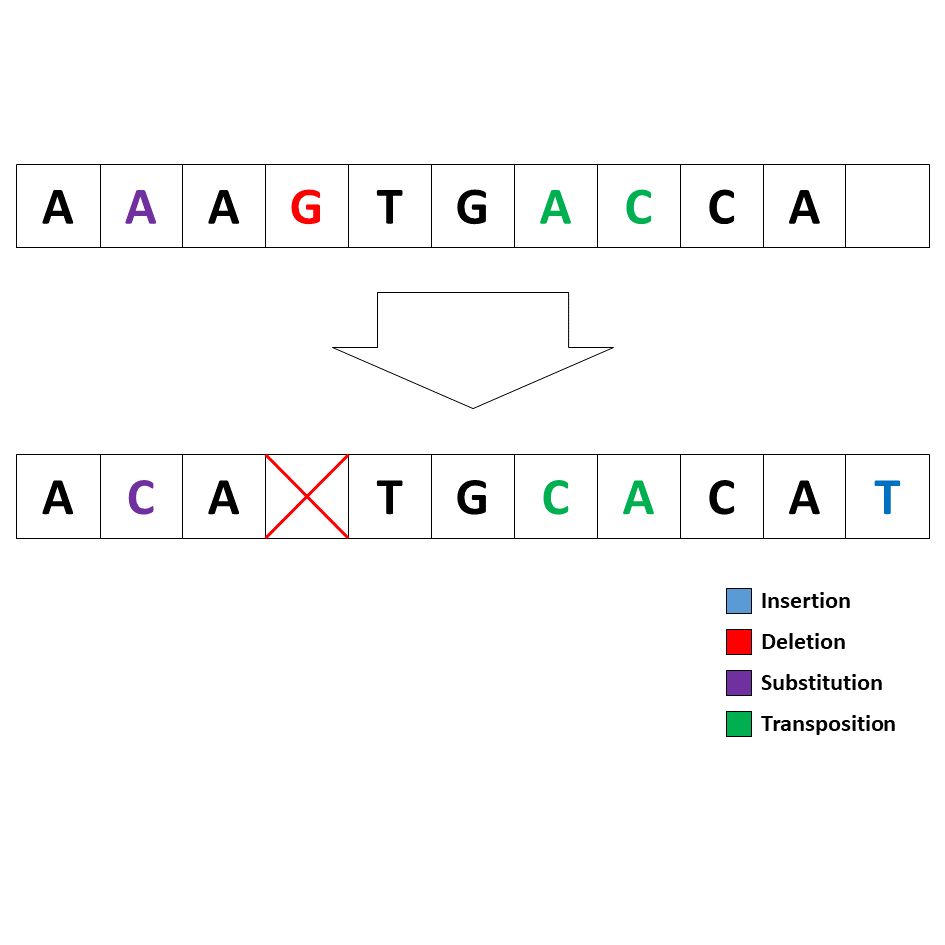 A A A G T G A C C A
A C A T G C A C A T
Insertion
Deletion
Substitution
Transposition